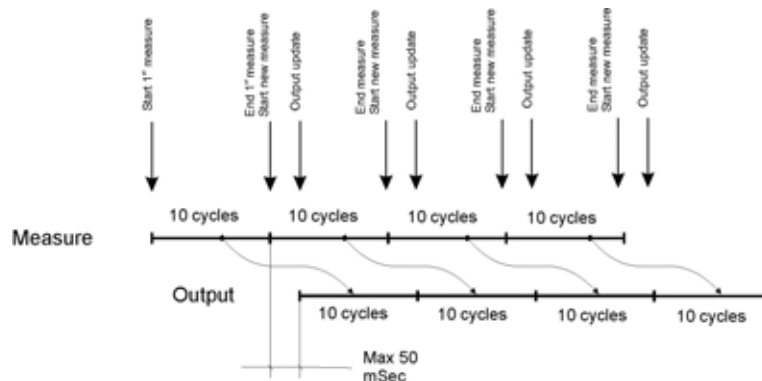 Start 1st measure
End 1st measure
Start new measure
Output update
End measure
Start new measure
Output update
End measure
Start new measure
Output update
End measure
Start new measure
Output update
10 cycles
10 cycles
10 cycles
10 cycles
Measure
Output
10 cycles
10 cycles
10 cycles
10 cycles
Max 50
mSec